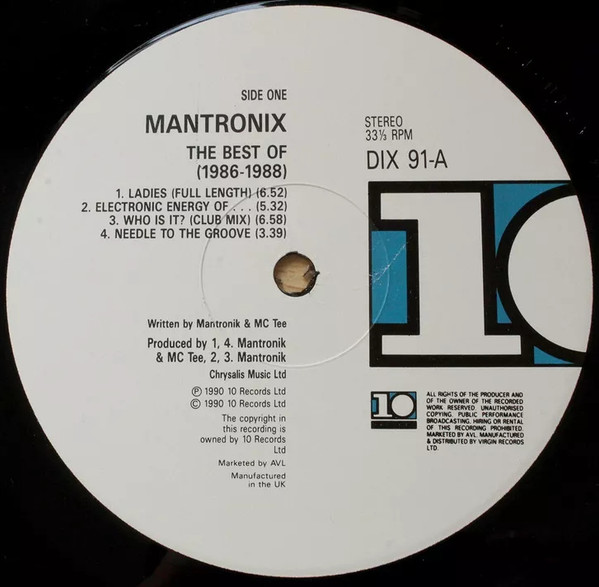 SIDE ONE
MANTRONIX
THE BEST OF
(1986-1988)
1. LADIES (FULL LENGTH) (6.52)
2. ELECTRONIC ENERGY OF . . . (5.32)
3. WHO IS IT? (CLUB MIX) (6.58)
4. NEEDLE TO THE GROOVE (3.39)
STEREO
33⅓ RPM
DIX 91-A
10
Written by Mantronik & MC Tee
Produced by 1, 4. Mantronik
& MC Tee, 2, 3. Mantronik
Chrysalis Music Ltd
℗ 1990 10 Records Ltd
© 1990 10 Records Ltd
The copyright in
this recording is
owned by 10 Records
Ltd
Marketed by AVL
Manufactured
in the UK
10
ALL RIGHTS OF THE PRODUCER AND
OF THE OWNER OF THE RECORDED
WORK RESERVED. UNAUTHORISED
COPYING. PUBLIC PERFORMANCE
BROADCASTING. HIRING OR RENTAL
OF THIS RECORDING PROHIBITED.
MARKETED BY AVL. MANUFACTURED
& DISTRIBUTED BY VIRGIN RECORDS
LTD.